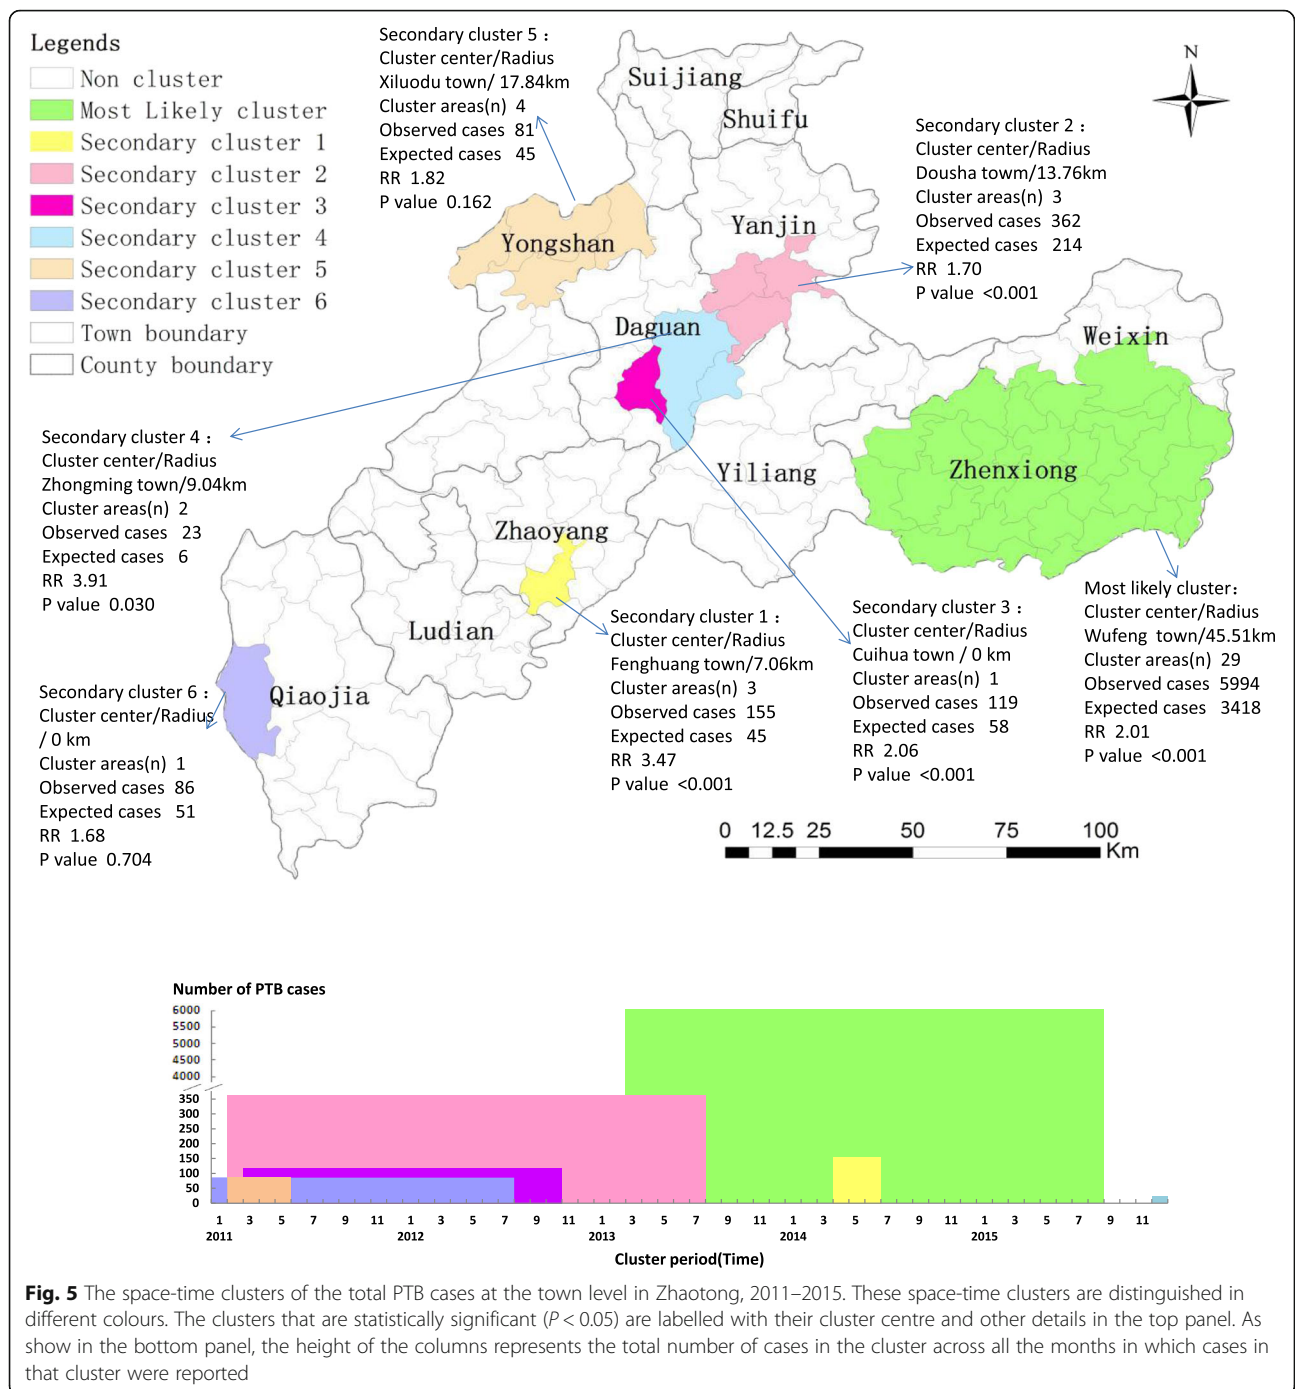 Legends
Non cluster
Most Likely cluster
Secondary cluster 1
Secondary cluster 2
Secondary cluster 3
Secondary cluster 4
Secondary cluster 5
Secondary cluster 6
Town boundary
County boundary
Secondary cluster 5 :
Cluster center/Radius
Xiluodu town/ 17.84km
Cluster areas(n) 4
Observed cases 81
Expected cases 45
RR 1.82
P value 0.162
N
Secondary cluster 2 :
Cluster center/Radius
Dousha towm/13.76km
Cluster areas(n) 3
Observed cases 362
Expected cases 214
RR 1.70
P value <0.001
Suijiang
Shuifu
Yanjin
Yongshan
Daguan
Weixin
Zhenxiong
Yiliang
Zhaoyang
Ludian
Qiaojia
Secondary cluster 4 :
Cluster center/Radius
Zhongming town/9.04km
Cluster areas(n) 2
Observed cases 23
Expected cases 6
RR 3.91
P value 0.030
Secondary cluster 6 :
Cluster center/Radius
/ 0 km
Cluster areas(n) 1
Observed cases 86
Expected cases 51
RR 1.68
P value 0.704
Secondary cluster 1 :
Cluster center/Radius
Fenghuang town/7.06km
Cluster areas(n) 3
Observed cases 155
Expected cases 45
RR 3.47
P value <0.001
Secondary cluster 3 :
Cluster center/Radius
Cuihua town / 0 km
Cluster areas(n) 1
Observed cases 119
Expected cases 58
RR 2.06
P value <0.001
Most likely cluster:
Cluster center/Radius
Wufeng town/45.51km
Cluster areas(n) 29
Observed cases 5994
Expected cases 3418
RR 2.01
P value <0.001
0 12.5 25 50 75 100
Km
Number of PTB cases
6000
5500
5000
4500
4000
350
300
250
200
150
100
50
0
1 3 5 7 9 11 1 3 5 7 9 11 1 3 5 7 9 11 1 3 5 7 9 11 1 3 5 7 9 11
2011 2012 2013 2014 2015
Cluster period(Time)
Fig. 5 The space-time clusters of the total PTB cases at the town level in Zhaotong, 2011–2015. These space-time clusters are distinguished in
different colours. The clusters that are statistically significant (P < 0.05) are labelled with their cluster centre and other details in the top panel. As
show in the bottom panel, the height of the columns represents the total number of cases in the cluster across all the months in which cases in
that cluster were reported